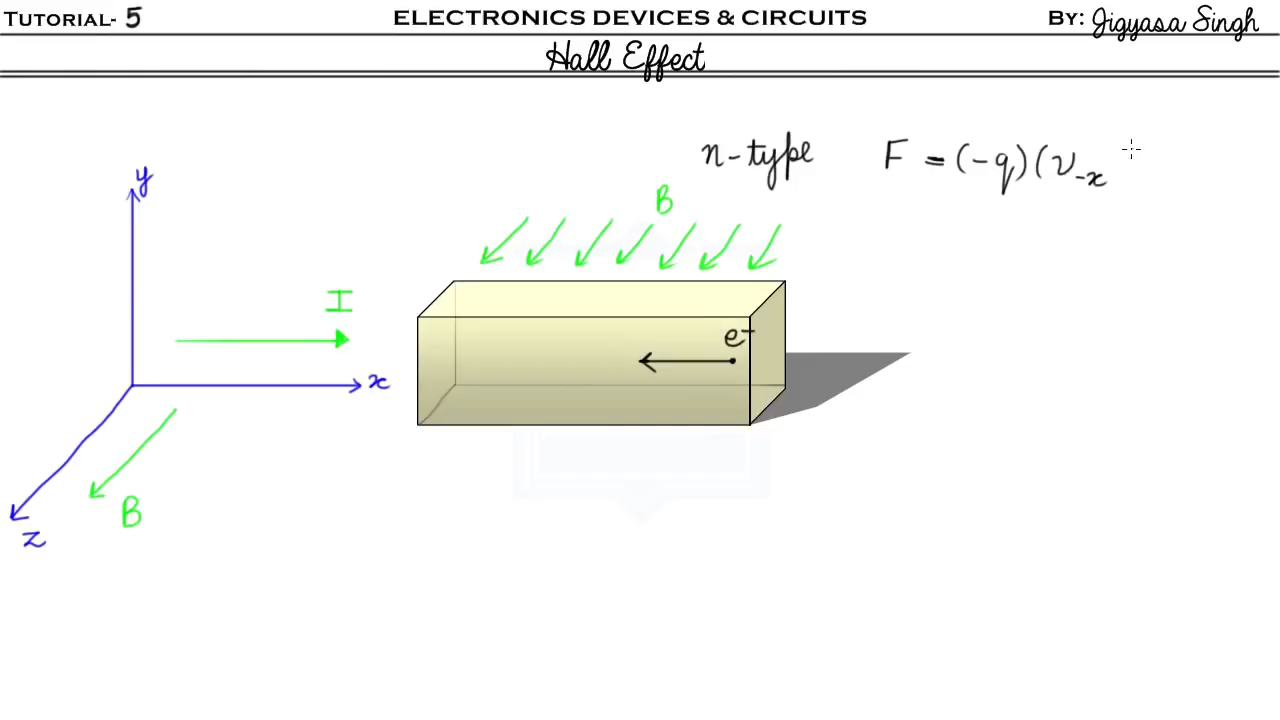 TUTORIAL- 5 ELECTRONICS DEVICES & CIRCUITS BY: Jigyasa Singh
Hall Effect
n-type F = (-q)(v-x
y
B
I
e-
x
B
z